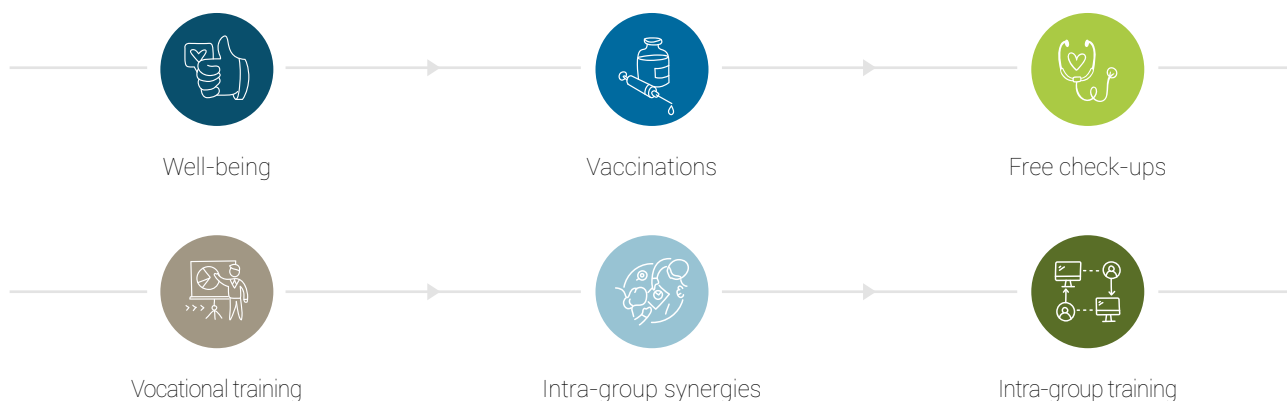 Well-being
Vaccinations
Free check-ups
Vocational training
Intra-group synergies
Intra-group training